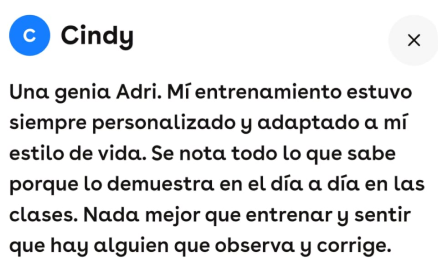 C Cindy
Una genia Adri. Mí entrenamiento estuvo
siempre personalizado y adaptado a mí
estilo de vida. Se nota todo lo que sabe
porque lo demuestra en el día a día en las
clases. Nada mejor que entrenar y sentir
que hay alguien que observa y corrige.